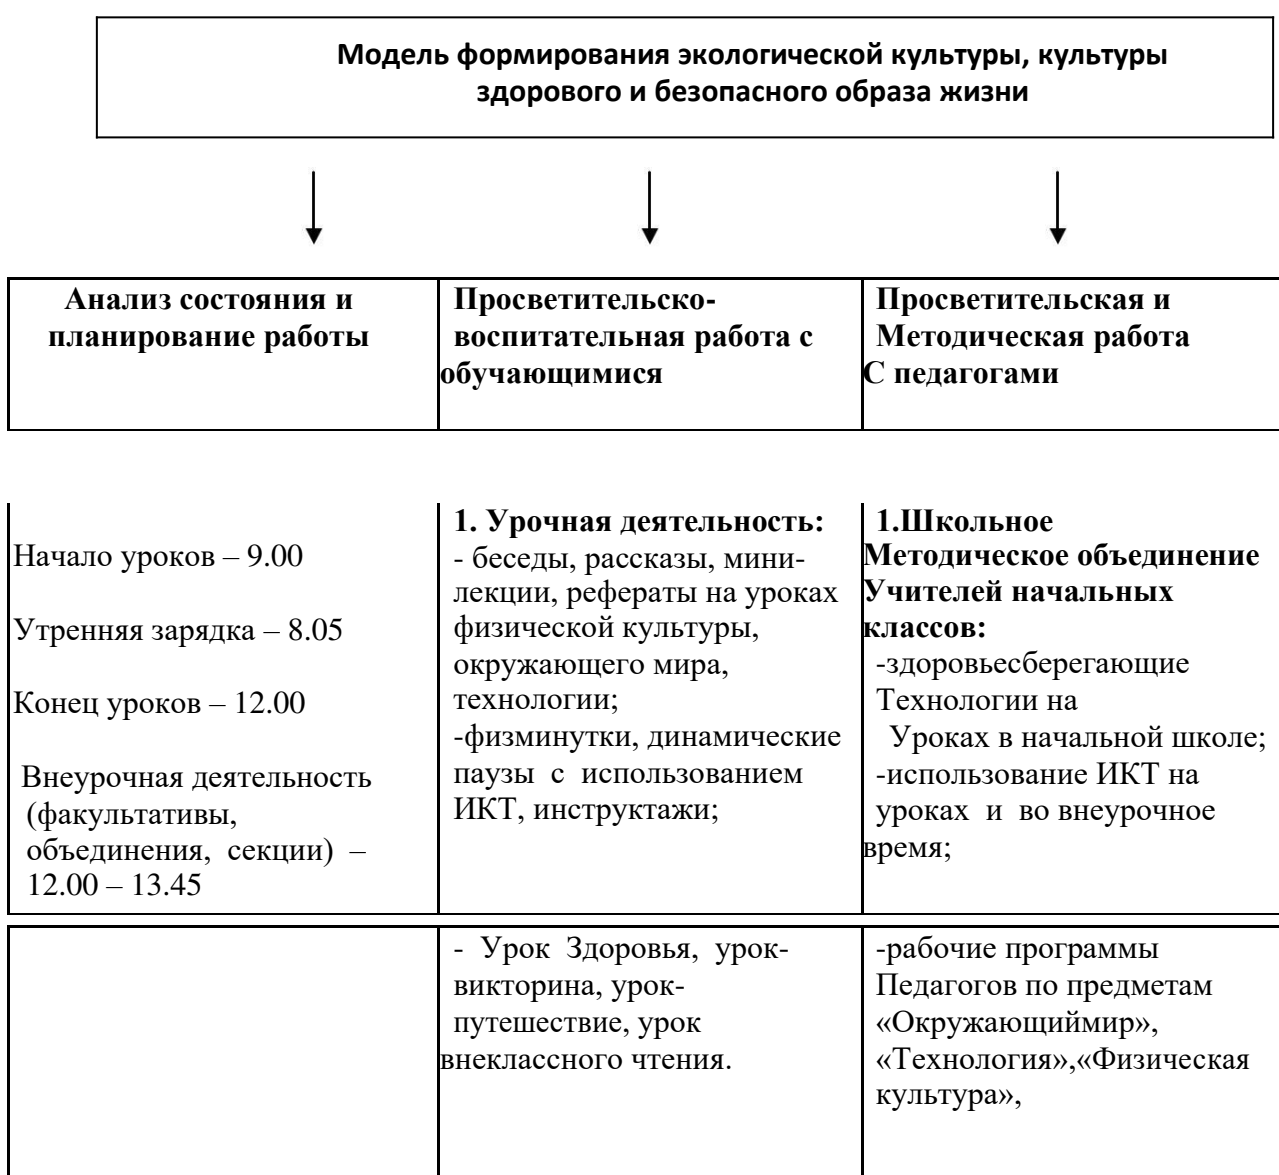 Модель формирования экологической культуры, культуры
здорового и безопасного образа жизни
Анализ состояния и
планирование работы
Просветительско-
воспитательная работа с
обучающимися
Просветительская и
Методическая работа
С педагогами
Начало уроков – 9.00
Утренняя зарядка – 8.05
Конец уроков – 12.00
Внеурочная деятельность
(факультативы,
объединения, секции) –
12.00 – 13.45
1. Урочная деятельность:
- беседы, рассказы, мини-
лекции, рефераты на уроках
физической культуры,
окружающего мира,
технологии;
-физминутки, динамические
паузы с использованием
ИКТ, инструктажи;
1.Школьное
Методическое объединение
Учителей начальных
классов:
-здоровьесберегающие
Технологии на
Уроках в начальной школе;
-использование ИКТ на
уроках и во внеурочное
время;
- Урок Здоровья, урок-
викторина, урок-
путешествие, урок
внеклассного чтения.
-рабочие программы
Педагогов по предметам
«Окружающиймир»,
«Технология»,«Физическая
культура»,